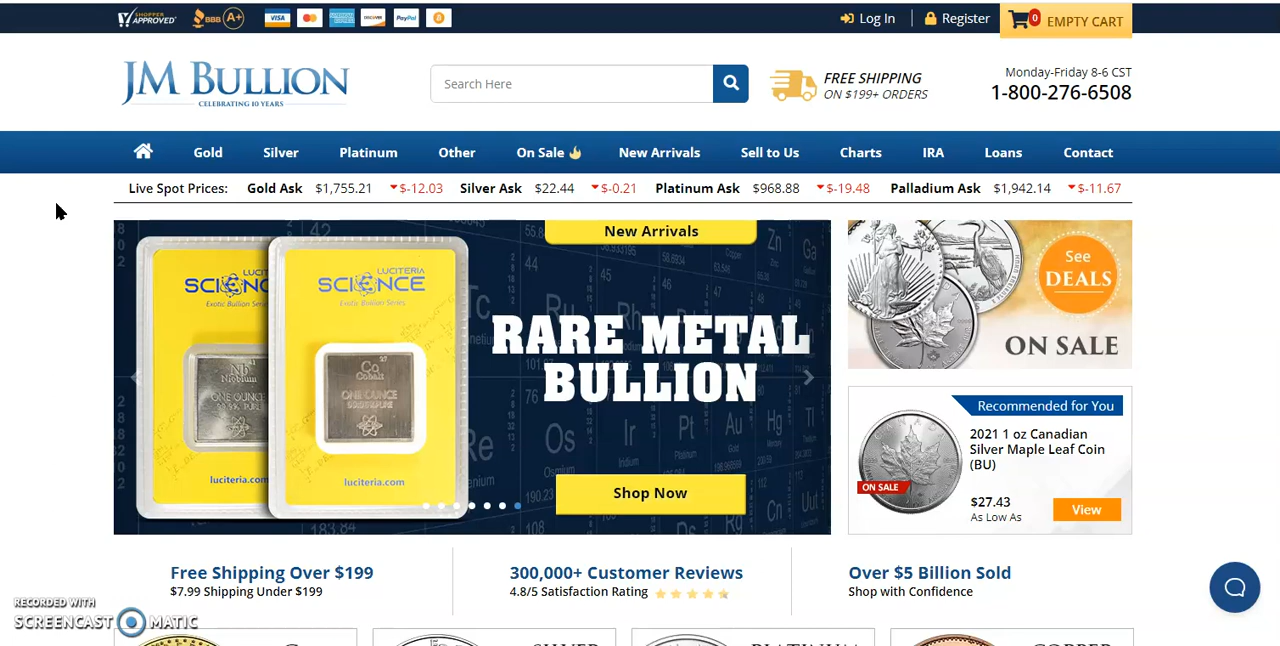 SHOPPER APPROVED
BBB A+ VISA DISCOVER PayPal
Log In Register 0 EMPTY CART
JM BULLION
CELEBRATING 10 YEARS
Search Here
FREE SHIPPING
ON $199+ ORDERS
Monday-Friday 8-6 CST
1-800-276-6508
Gold Silver Platinum Other On Sale New Arrivals Sell to Us Charts IRA Loans Contact
Live Spot Prices: Gold Ask $1,755.21 $-12.03 Silver Ask $22.44 $-0.21 Platinum Ask $968.88 $-19.48 Palladium Ask $1,942.14 $-11.67
New Arrivals
LUCITERIA
SCIENCE
Exotic Bullion Series
Nb
Niobium
ONE OUNCE
luciteria.com
LUCITERIA
SCIENCE
Exotic Bullion Series
Co 27
Cobalt
ONE OUNCE
luciteria.com
RARE METAL
BULLION
Shop Now
See
DEALS
ON SALE
Recommended for You
2021 1 oz Canadian
Silver Maple Leaf Coin
(BU)
ON SALE
$27.43
As Low As
View
Free Shipping Over $199
$7.99 Shipping Under $199
300,000+ Customer Reviews
4.8/5 Satisfaction Rating
Over $5 Billion Sold
Shop with Confidence
RECORDED WITH
SCREENCAST MATIC